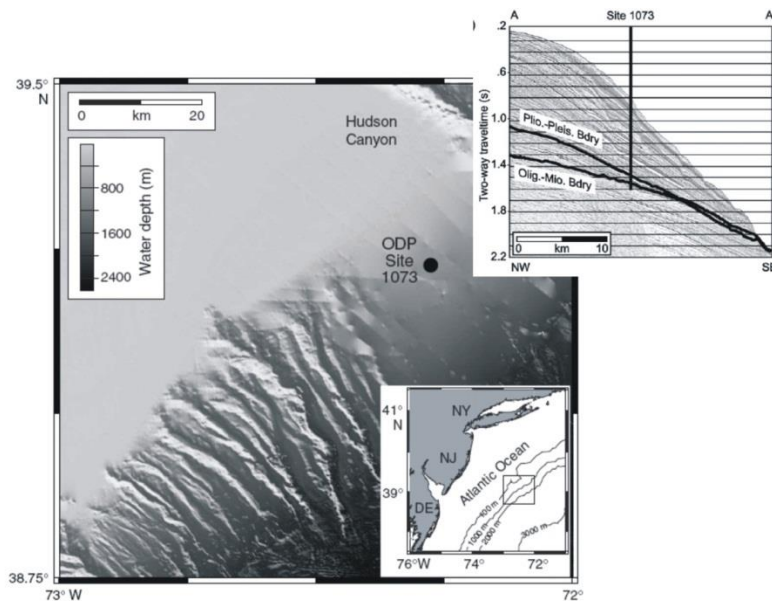 39.5°
N
0
20
km
800
1600
2400
Water depth (m)
Hudson
Canyon
ODP
Site
1073
38.75°
73° W
72°
A
Site 1073
A
.2
.6
1.0
1.4
1.8
2.2
Two-way traveltime (s)
Plio.-Pleis. Bdry
Olig.-Mio. Bdry
0
km
10
NW
41°
N
39°
NY
NJ
DE
Atlantic Ocean
1000 m
2000 m
3000 m
76°W
74°
72°